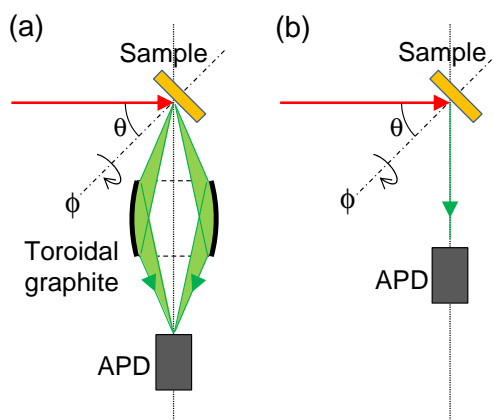 (a)
Sample
θ
ϕ
Toroidal
graphite
APD
(b)
Sample
θ
ϕ
APD